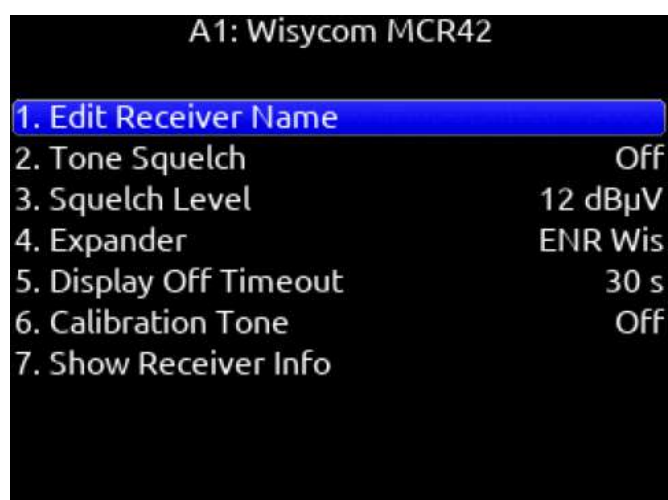 A1: Wisycom MCR42
1. Edit Receiver Name
2. Tone Squelch Off
3. Squelch Level 12 dBµV
4. Expander ENR Wis
5. Display Off Timeout 30 s
6. Calibration Tone Off
7. Show Receiver Info